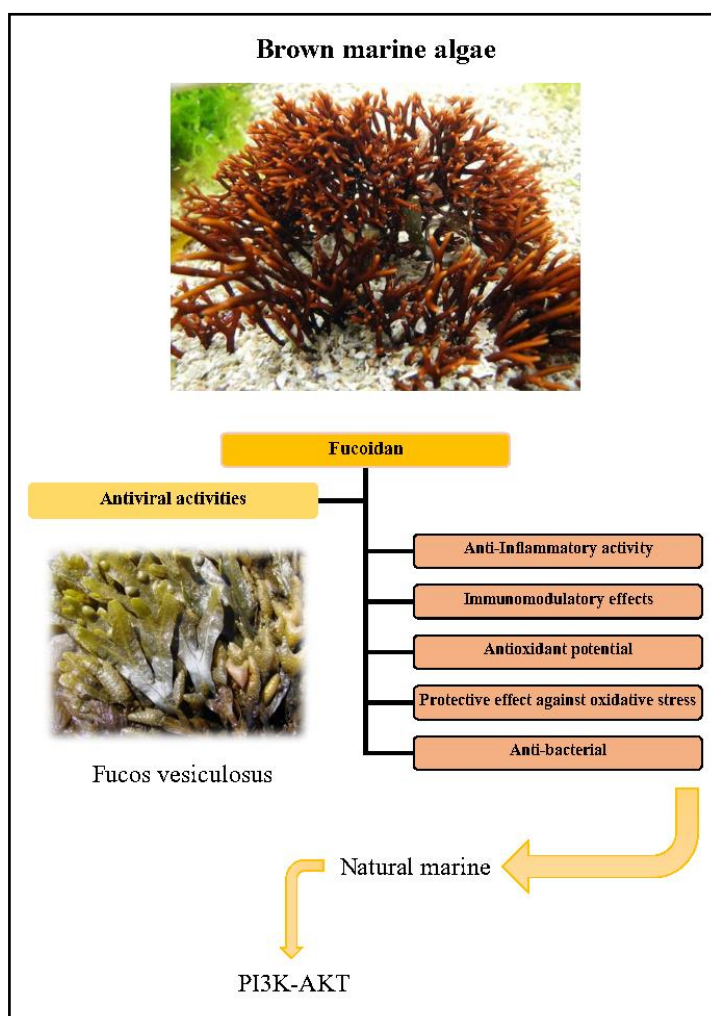 Brown marine algae
Fucoidan
Antiviral activities
Anti-Inflammatory activity
Immunomodulatory effects
Antioxidant potential
Protective effect against oxidative stress
Anti-bacterial
Fucos vesiculosus
Natural marine
PI3K-AKT